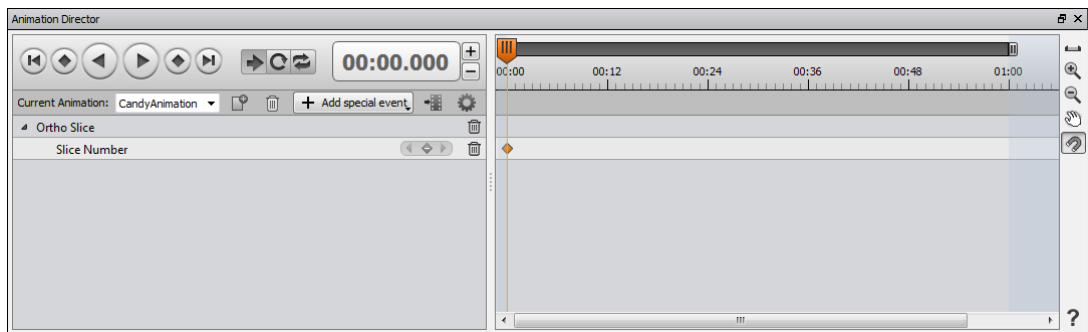 Animation Director
00:00.000
00:00 00:12 00:24 00:36 00:48 01:00
Current Animation: CandyAnimation + Add special event
Ortho Slice
Slice Number
?